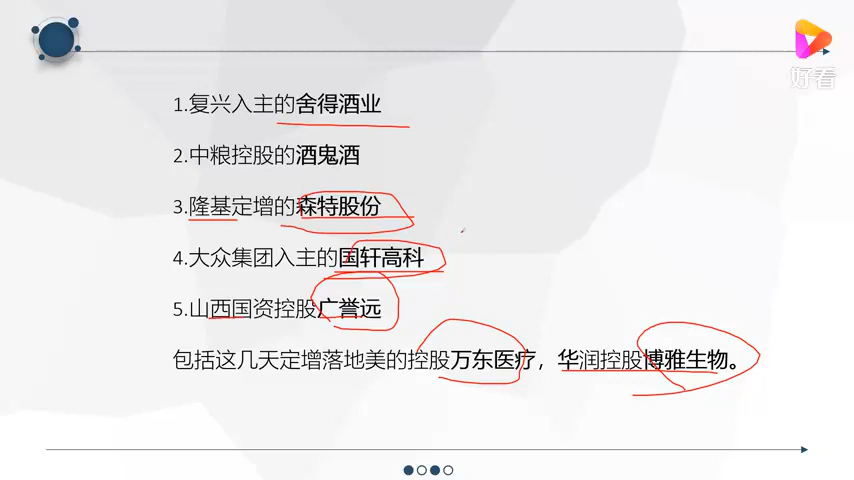 好看
1.复兴入主的舍得酒业
2.中粮控股的酒鬼酒
3.隆基定增的森特股份
4.大众集团入主的国轩高科
5.山西国资控股广誉远
包括这几天定增落地美的控股万东医疗，华润控股博雅生物。